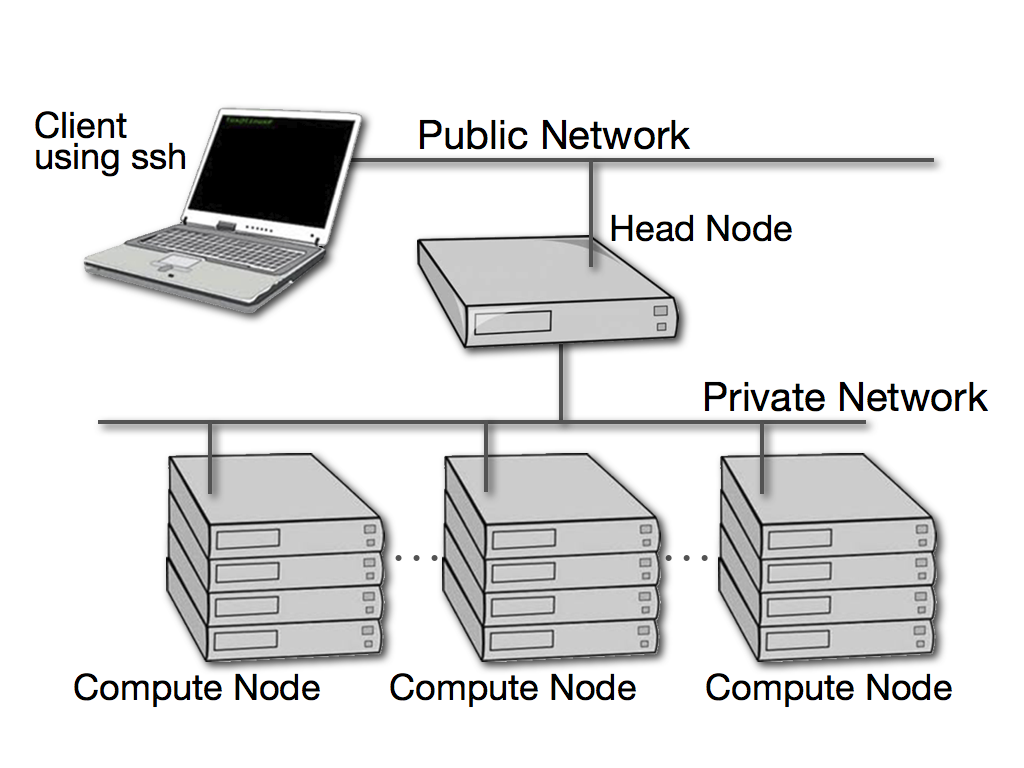 Client
using ssh
Public Network
Head Node
Private Network
Compute Node
Compute Node
Compute Node